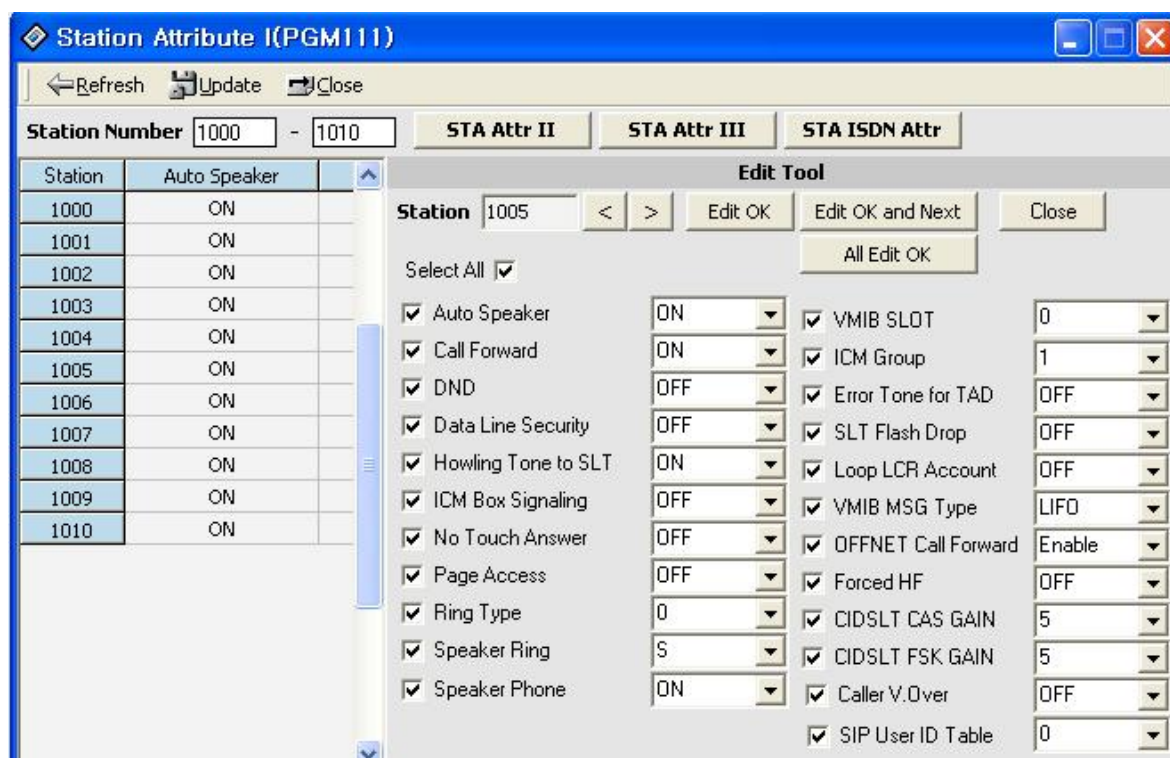 Station Attribute I(PGM111)
Refresh Update Close
Station Number 1000 - 1010 STA Attr II STA Attr III STA ISDN Attr
Station Auto Speaker
1000 ON
1001 ON
1002 ON
1003 ON
1004 ON
1005 ON
1006 ON
1007 ON
1008 ON
1009 ON
1010 ON
Edit Tool
Station 1005 < > Edit OK Edit OK and Next Close
All Edit OK
Select All
Auto Speaker ON
Call Forward ON
DND OFF
Data Line Security OFF
Howling Tone to SLT ON
ICM Box Signaling OFF
No Touch Answer OFF
Page Access OFF
Ring Type 0
Speaker Ring S
Speaker Phone ON
VMIB SLOT 0
ICM Group 1
Error Tone for TAD OFF
SLT Flash Drop OFF
Loop LCR Account OFF
VMIB MSG Type LIFO
OFFNET Call Forward Enable
Forced HF OFF
CIDSLT CAS GAIN 5
CIDSLT FSK GAIN 5
Caller V.Over OFF
SIP User ID Table 0